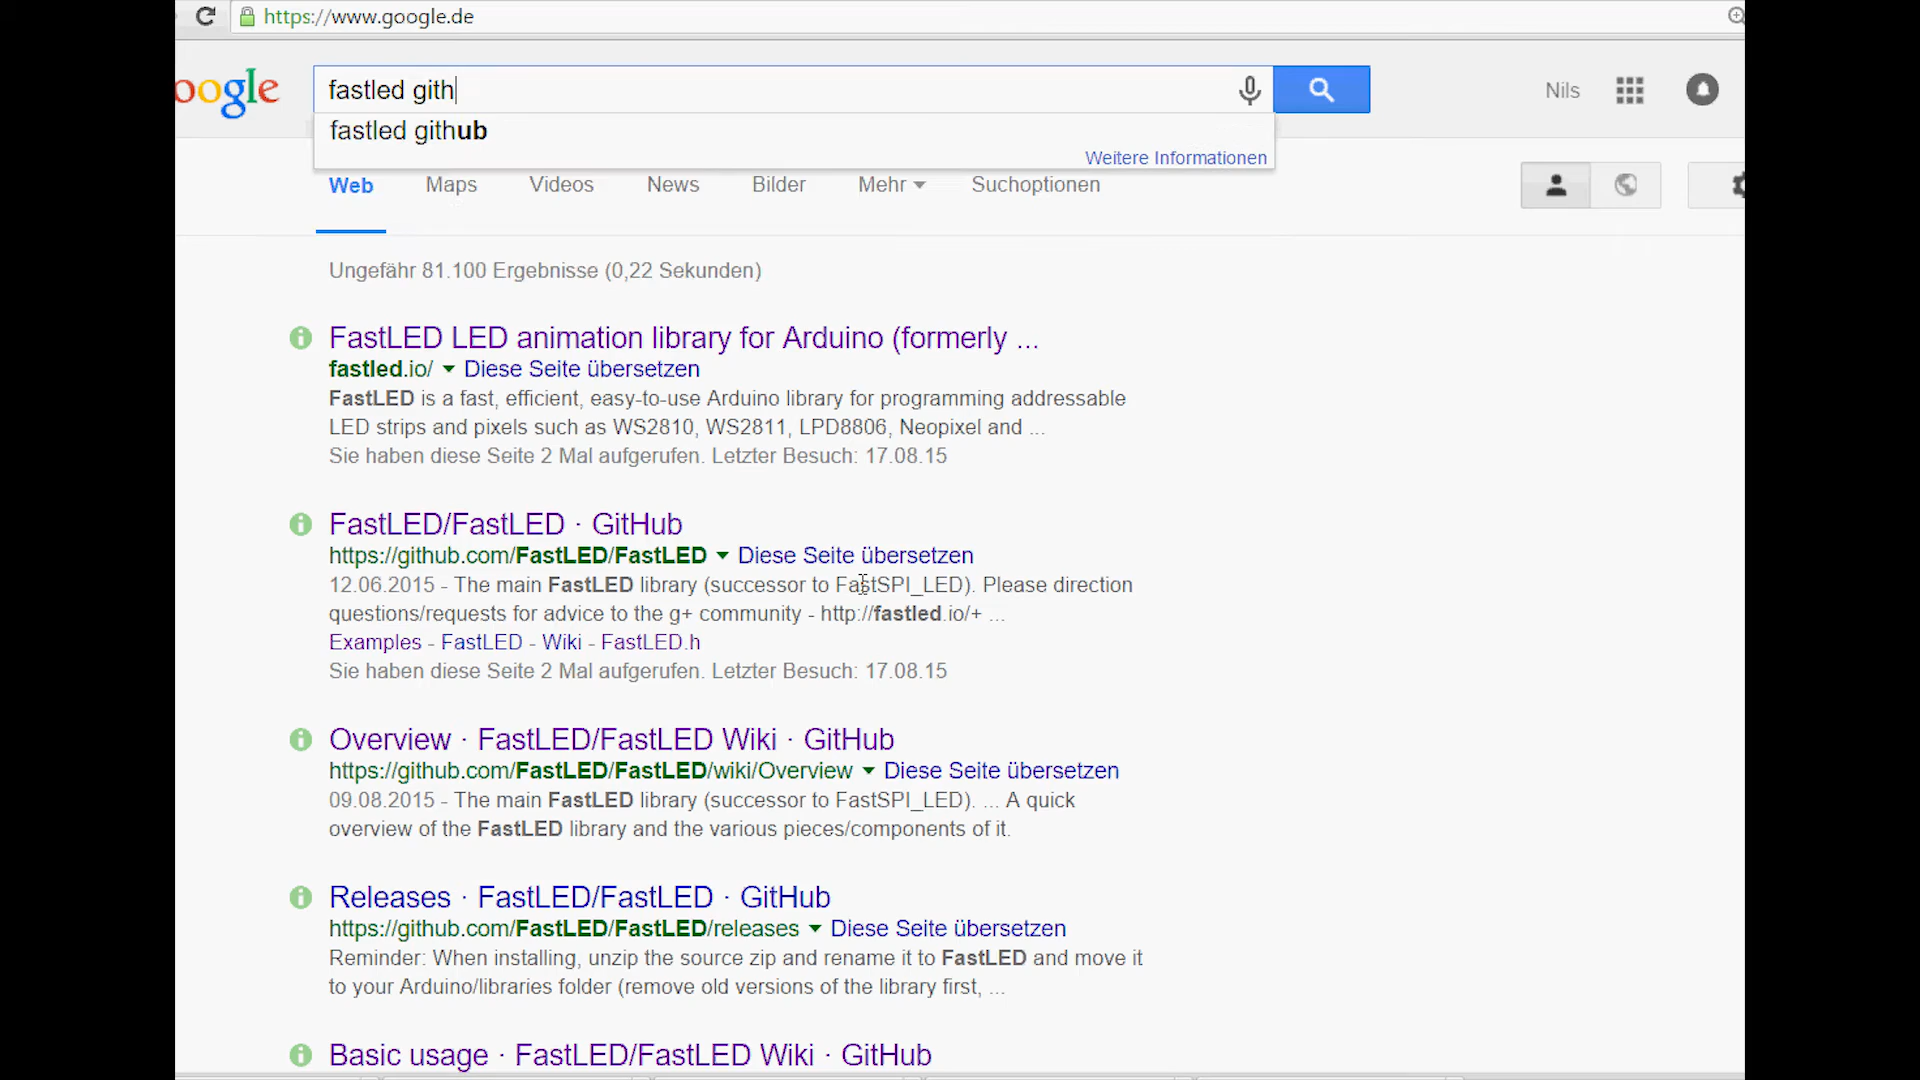 https://www.google.de
oogle
fastled gith
Nils
fastled github
Weitere Informationen
Web Maps Videos News Bilder Mehr Suchoptionen
Ungefähr 81.100 Ergebnisse (0,22 Sekunden)
FastLED LED animation library for Arduino (formerly ...
fastled.io/ Diese Seite übersetzen
FastLED is a fast, efficient, easy-to-use Arduino library for programming addressable
LED strips and pixels such as WS2810, WS2811, LPD8806, Neopixel and ...
Sie haben diese Seite 2 Mal aufgerufen. Letzter Besuch: 17.08.15
FastLED/FastLED · GitHub
https://github.com/FastLED/FastLED Diese Seite übersetzen
12.06.2015 - The main FastLED library (successor to FastSPI_LED). Please direction
questions/requests for advice to the g+ community - http://fastled.io/+ ...
Examples - FastLED - Wiki - FastLED.h
Sie haben diese Seite 2 Mal aufgerufen. Letzter Besuch: 17.08.15
Overview · FastLED/FastLED Wiki · GitHub
https://github.com/FastLED/FastLED/wiki/Overview Diese Seite übersetzen
09.08.2015 - The main FastLED library (successor to FastSPI_LED). ... A quick
overview of the FastLED library and the various pieces/components of it.
Releases · FastLED/FastLED · GitHub
https://github.com/FastLED/FastLED/releases Diese Seite übersetzen
Reminder: When installing, unzip the source zip and rename it to FastLED and move it
to your Arduino/libraries folder (remove old versions of the library first, ...
Basic usage · FastLED/FastLED Wiki · GitHub